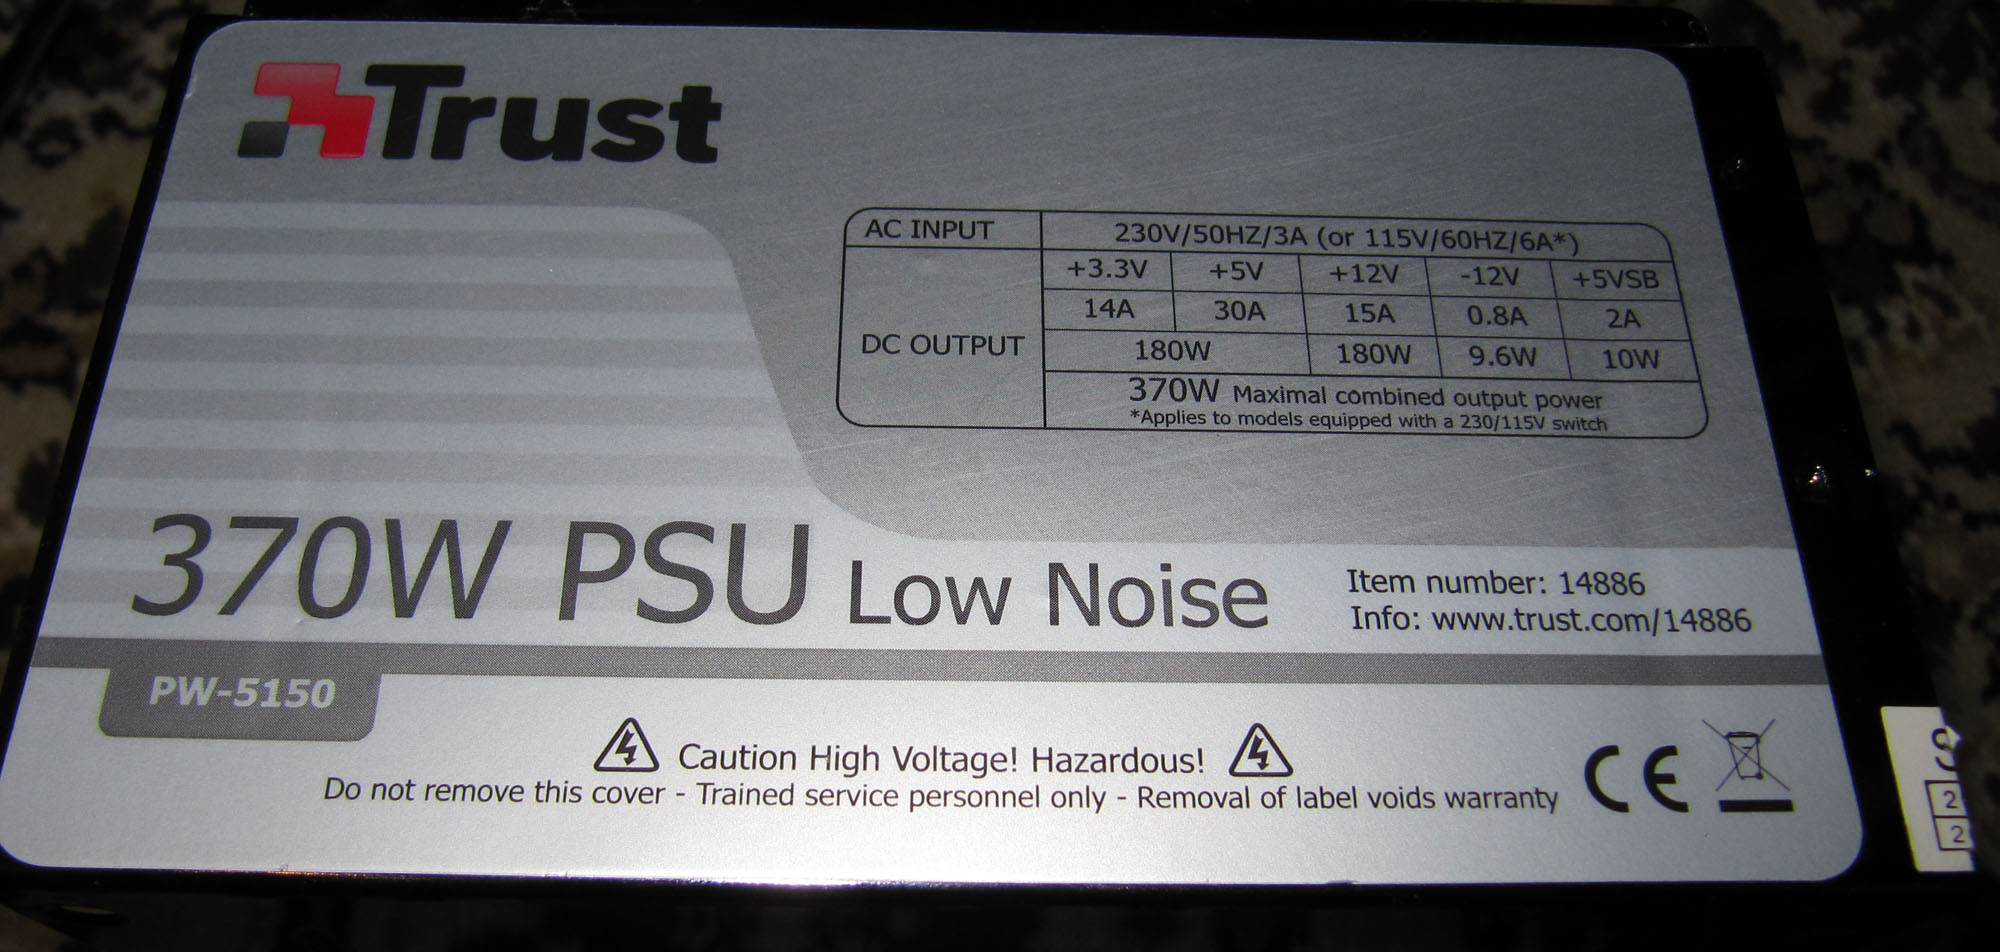 Trust
AC INPUT 230V/50HZ/3A (or 115V/60HZ/6A*)
DC OUTPUT
+3.3V +5V +12V -12V +5VSB
14A 30A 15A 0.8A 2A
180W 180W 9.6W 10W
370W Maximal combined output power
*Applies to models equipped with a 230/115V switch
370W PSU Low Noise
Item number: 14886
Info: www.trust.com/14886
PW-5150
Caution High Voltage! Hazardous!
Do not remove this cover - Trained service personnel only - Removal of label voids warranty
CE
2
2